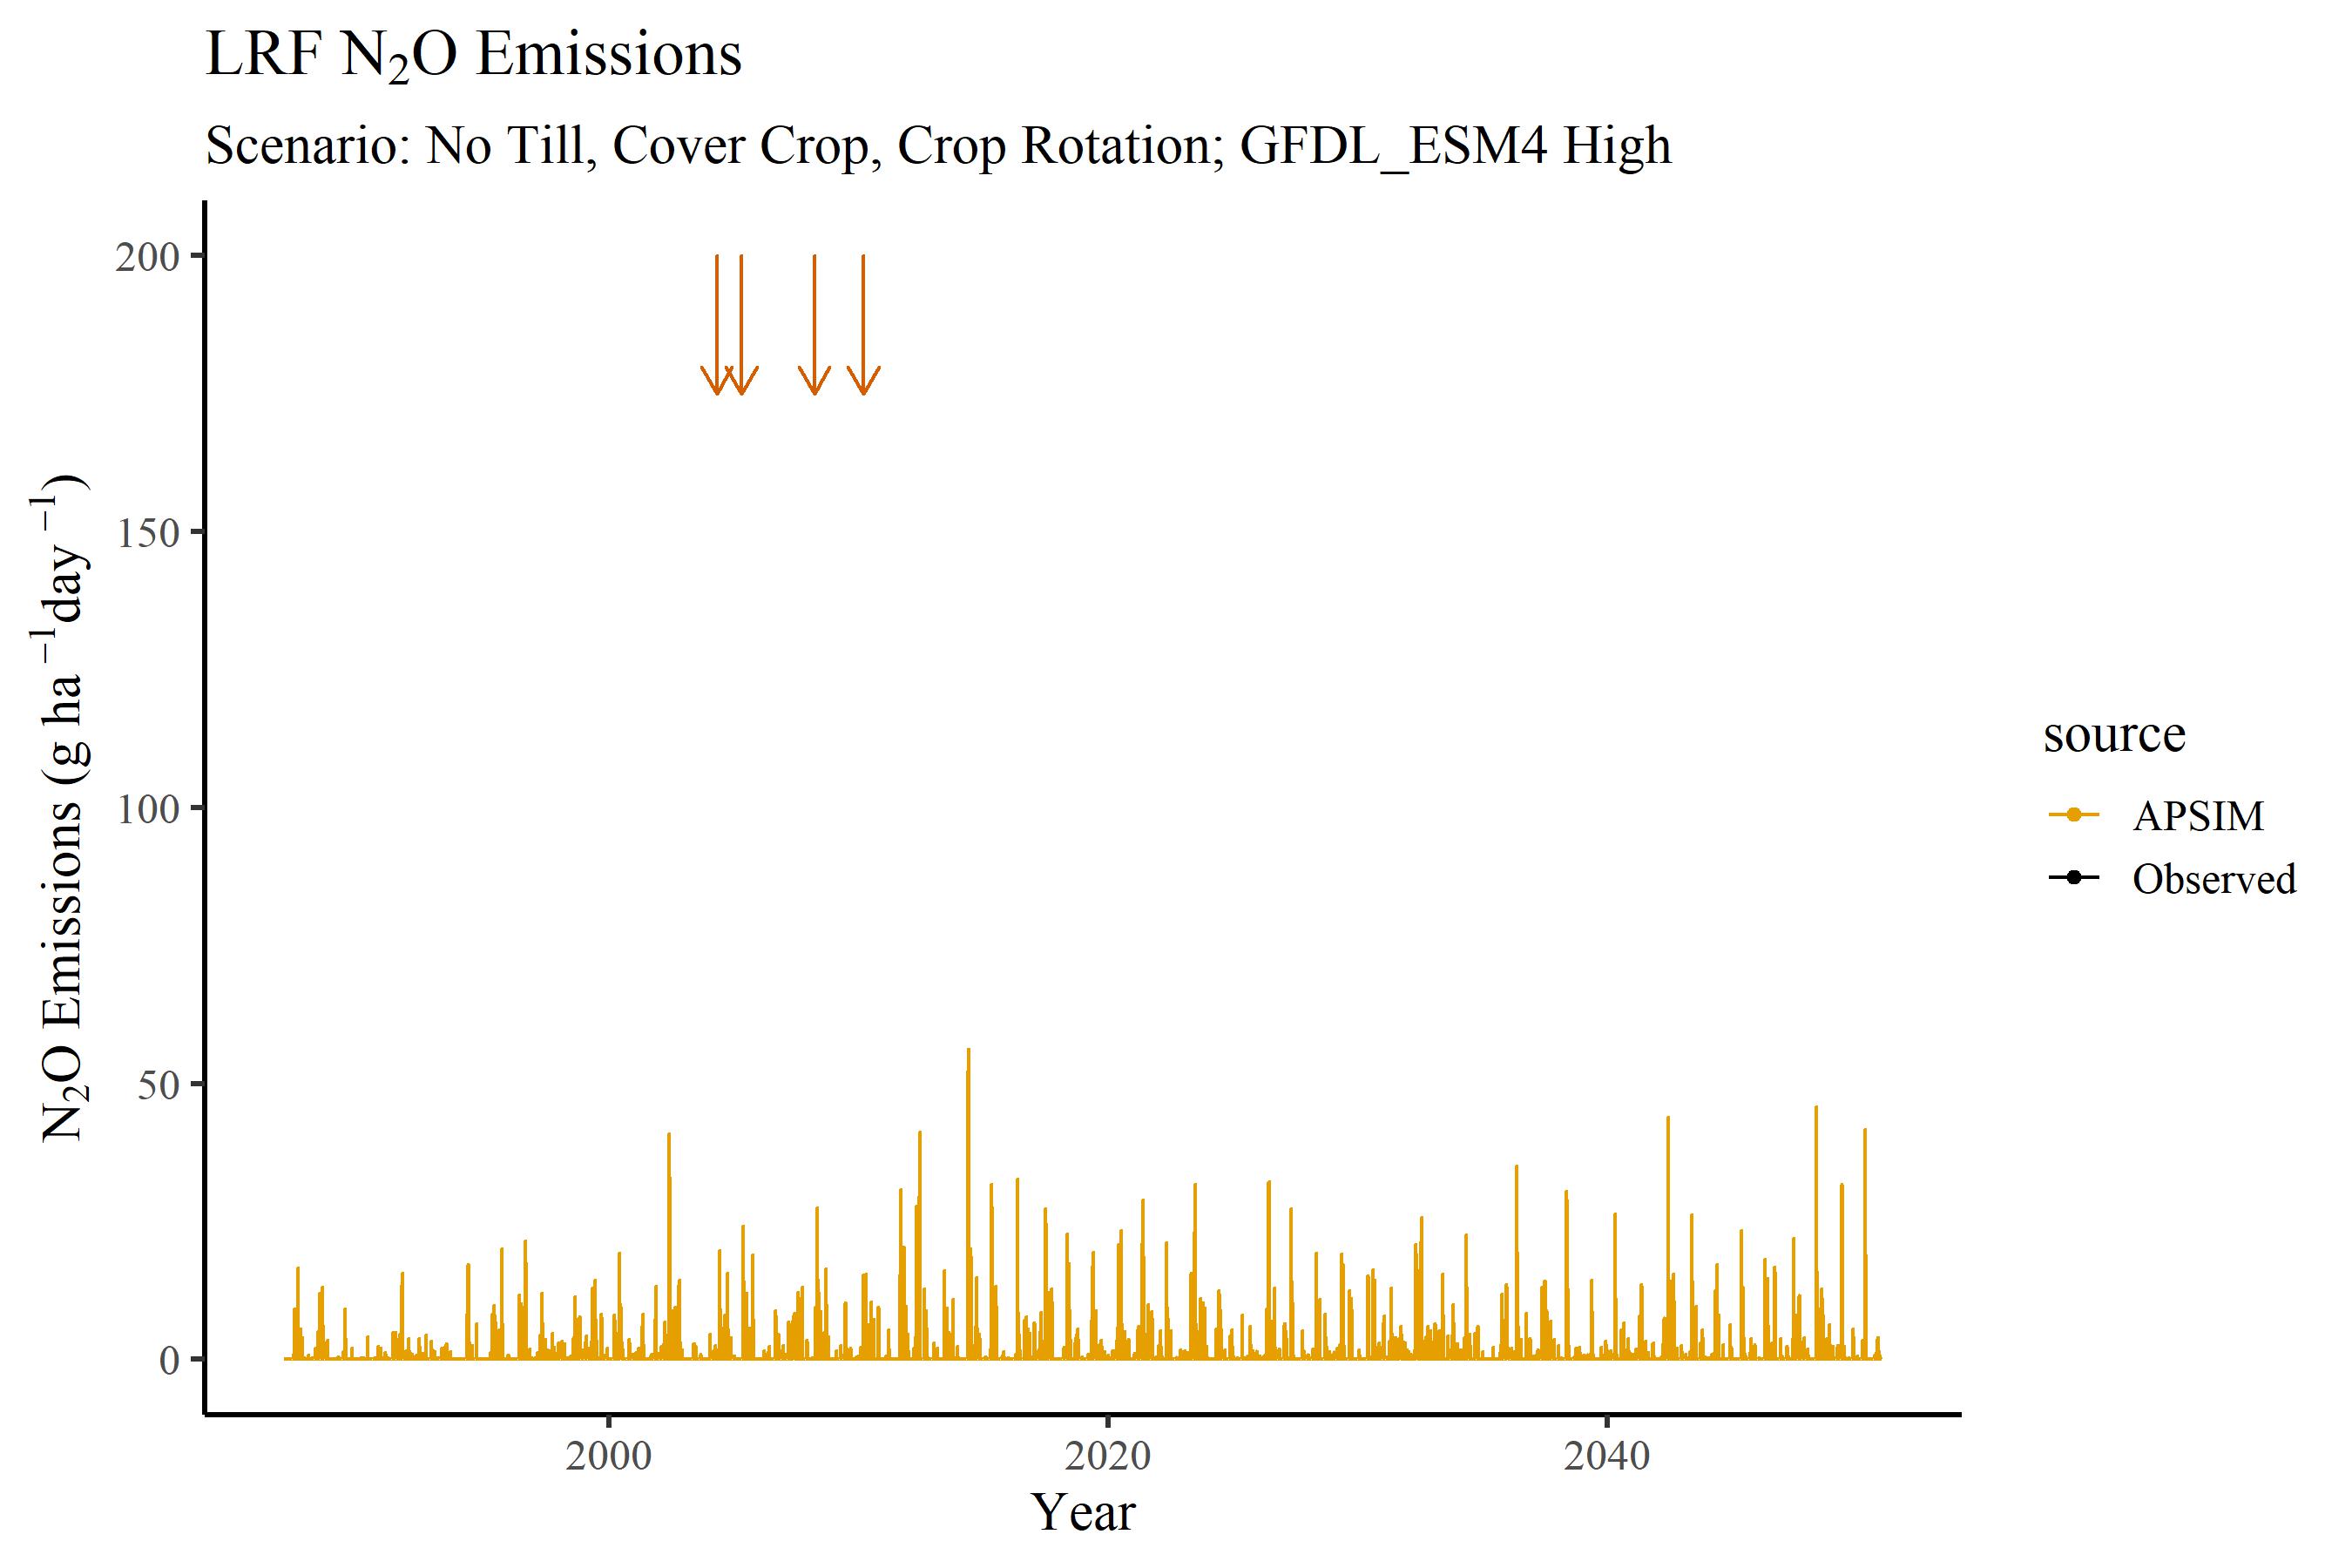 LRF N₂O Emissions
Scenario: No Till, Cover Crop, Crop Rotation; GFDL_ESM4 High
N₂O Emissions (g ha ⁻¹day ⁻¹)
200
150
100
50
0
2000 2020 2040
Year
source
APSIM
Observed